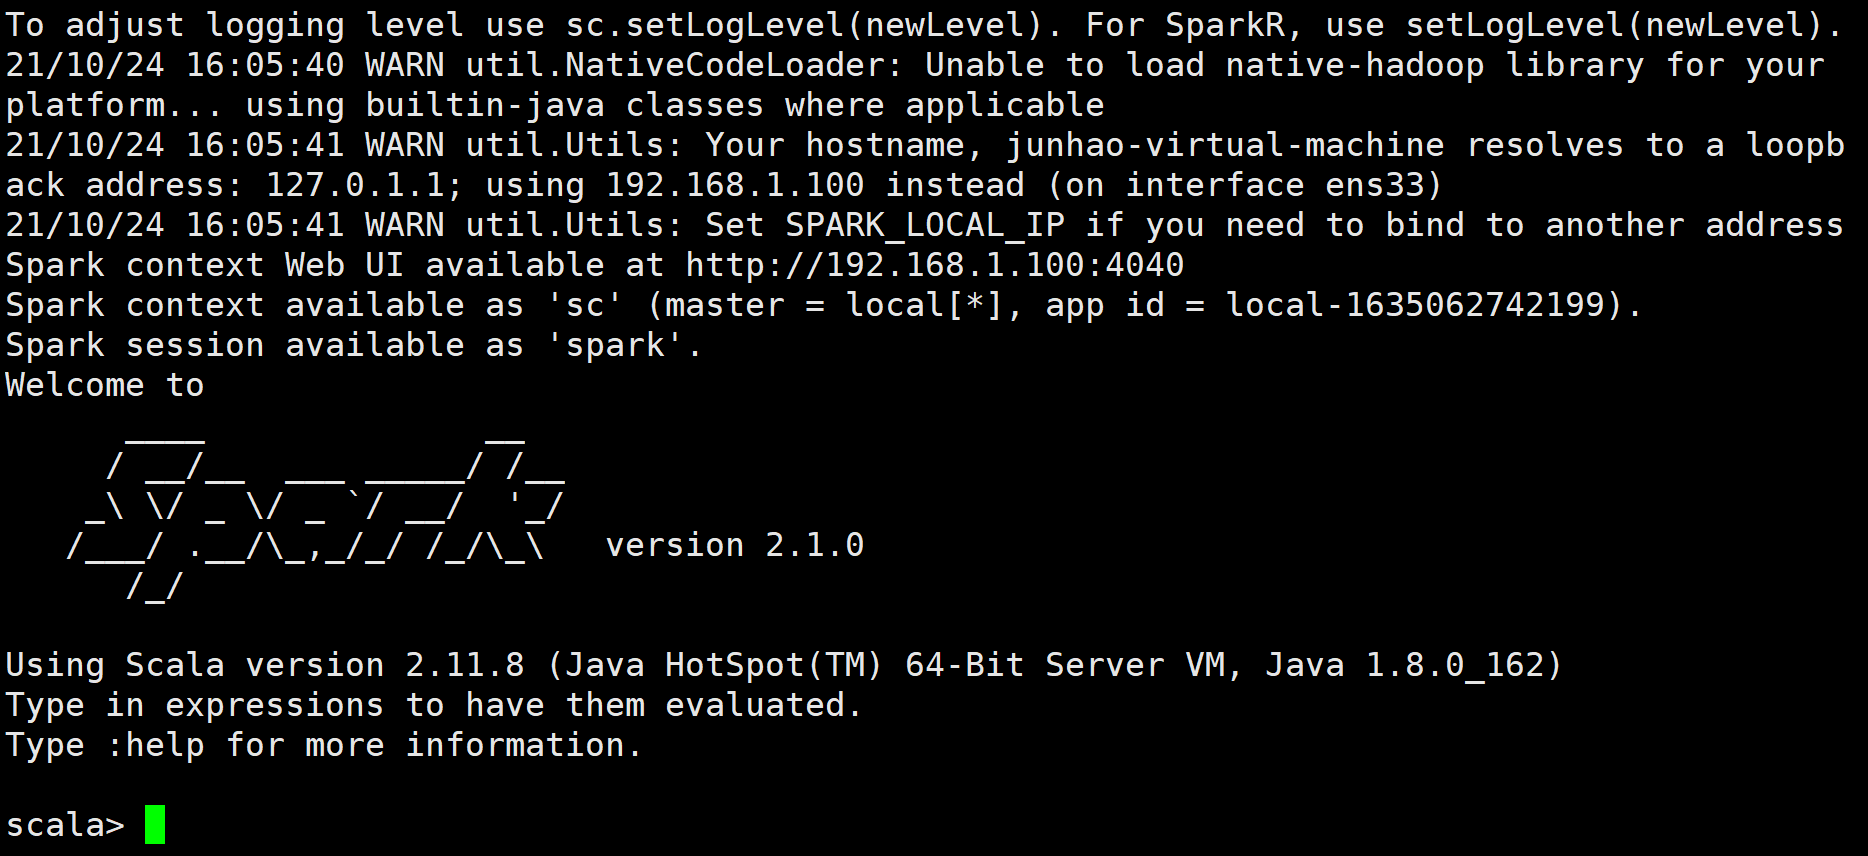 To adjust logging level use sc.setLogLevel(newLevel). For SparkR, use setLogLevel(newLevel).
21/10/24 16:05:40 WARN util.NativeCodeLoader: Unable to load native-hadoop library for your
platform... using builtin-java classes where applicable
21/10/24 16:05:41 WARN util.Utils: Your hostname, junhao-virtual-machine resolves to a loopb
ack address: 127.0.1.1; using 192.168.1.100 instead (on interface ens33)
21/10/24 16:05:41 WARN util.Utils: Set SPARK_LOCAL_IP if you need to bind to another address
Spark context Web UI available at http://192.168.1.100:4040
Spark context available as 'sc' (master = local[*], app id = local-1635062742199).
Spark session available as 'spark'.
Welcome to
      ____              __
     / __/__  ___ _____/ /__
    _\ \/ _ \/ _ `/ __/  '_/
   /___/ .__/\_,_/_/ /_/\_\   version 2.1.0
      /_/
Using Scala version 2.11.8 (Java HotSpot(TM) 64-Bit Server VM, Java 1.8.0_162)
Type in expressions to have them evaluated.
Type :help for more information.
scala>